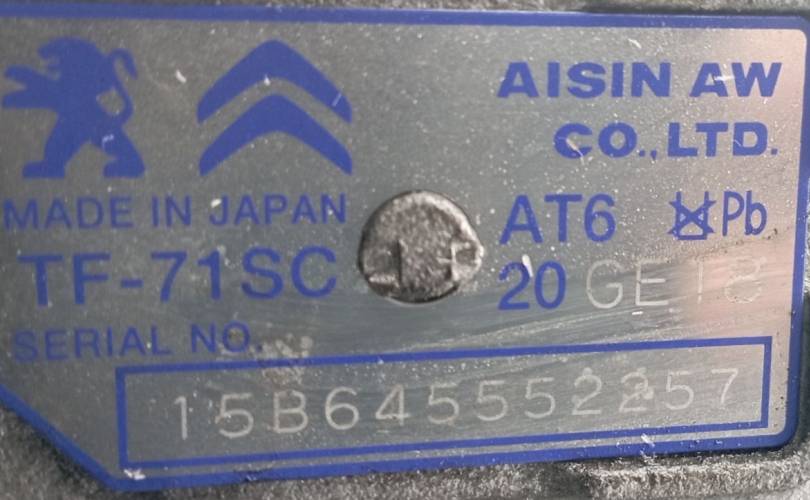 AISIN AW
CO.,LTD.
MADE IN JAPAN
AT6 Pb
TF-71SC
20 GE18
SERIAL NO.
15B645552257